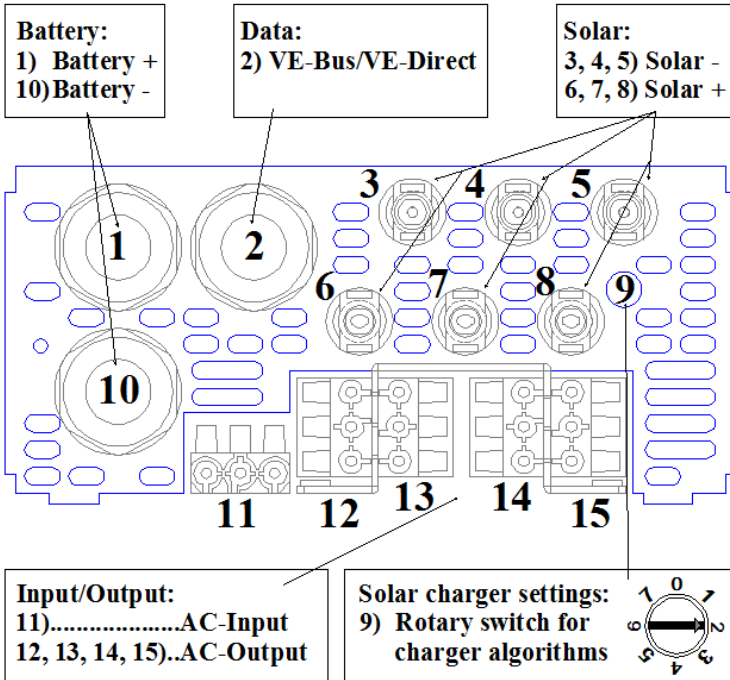 Battery:
1) Battery +
10)Battery -
Data:
2) VE-Bus/VE-Direct
Solar:
3, 4, 5) Solar -
6, 7, 8) Solar +
3 4 5
1 2
6 7 8 9
10
11 12 13 14 15
Input/Output:
11)....................AC-Input
12, 13, 14, 15)..AC-Output
Solar charger settings:
9) Rotary switch for
charger algorithms
0 1 2 3 4 5 6 7